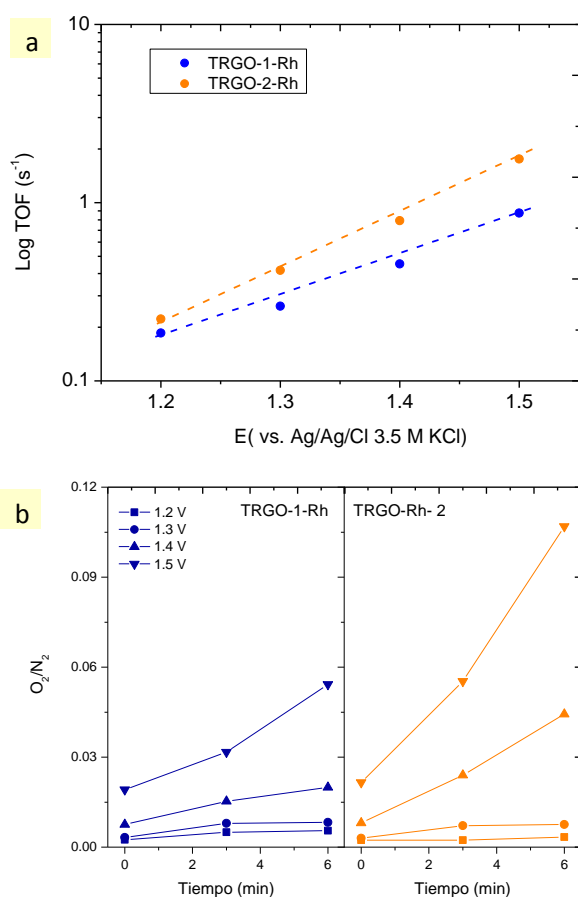 a
10
1
0.1
Log TOF (s⁻¹)
TRGO-1-Rh
TRGO-2-Rh
1.2 1.3 1.4 1.5
E( vs. Ag/Ag/Cl 3.5 M KCl)
b
0.12
0.09
0.06
0.03
0.00
O₂/N₂
1.2 V
1.3 V
1.4 V
1.5 V
TRGO-1-Rh
TRGO-Rh- 2
0 2 4 6
0 2 4 6
Tiempo (min)
Tiempo (min)